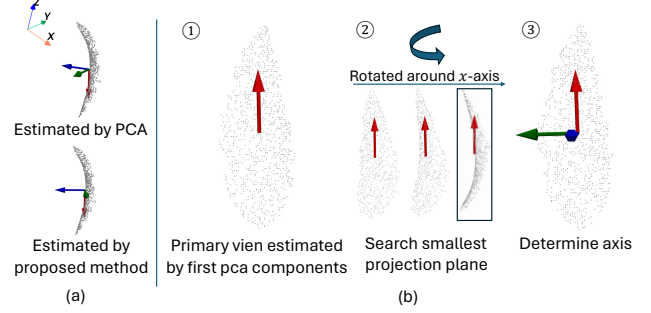 Z
Y
X
Estimated by PCA
Estimated by
proposed method
(a)
①
Primary vien estimated
by first pca components
②
Rotated around x-axis
Search smallest
projection plane
(b)
③
Determine axis